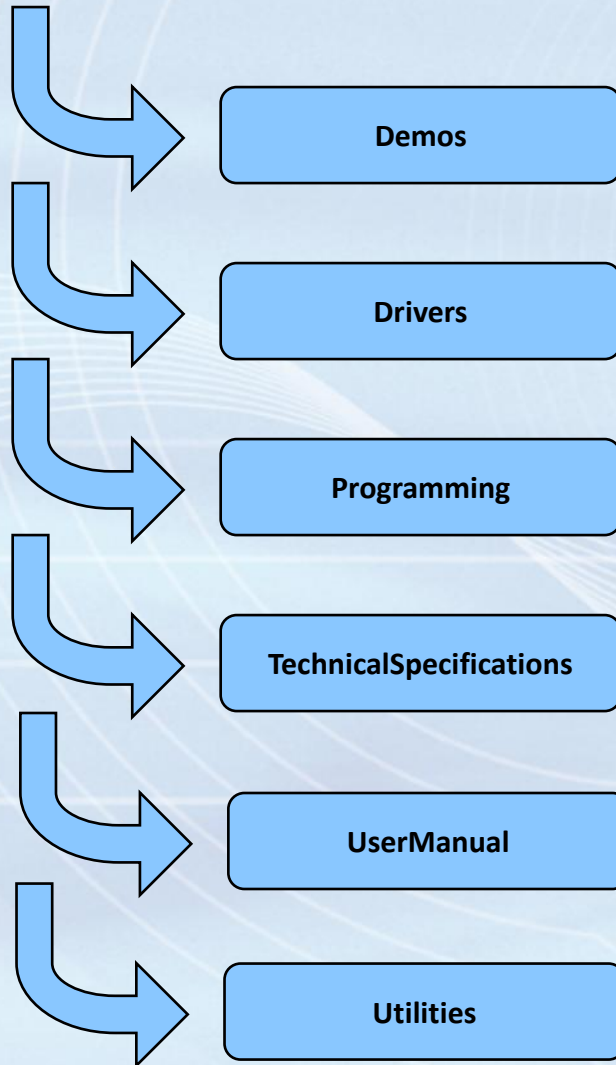 Demos
Drivers
Programming
TechnicalSpecifications
UserManual
Utilities